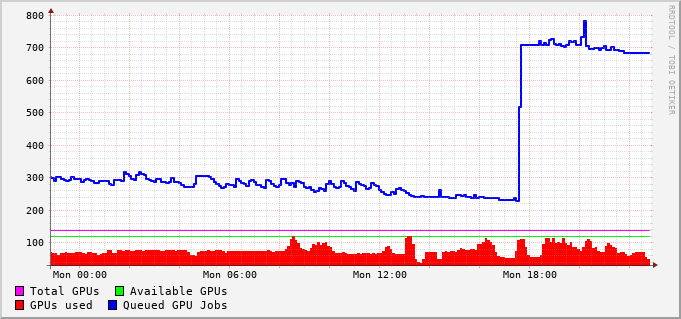 800
700
600
500
400
300
200
100
Mon 00:00 Mon 06:00 Mon 12:00 Mon 18:00
RRDTOOL / TOBI OETIKER
Total GPUs Available GPUs
GPUs used Queued GPU Jobs